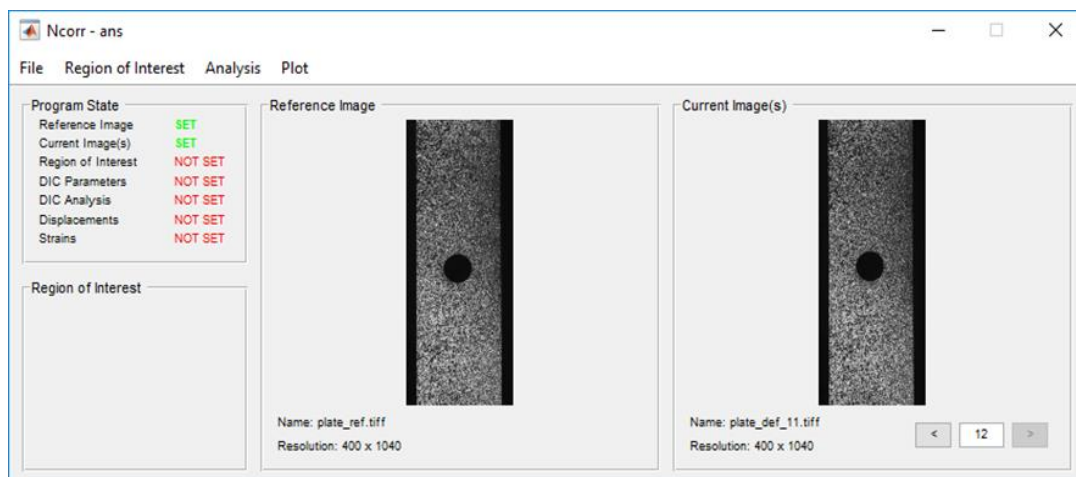 Ncorr - ans
File Region of Interest Analysis Plot
Program State
Reference Image SET
Current Image(s) SET
Region of Interest NOT SET
DIC Parameters NOT SET
DIC Analysis NOT SET
Displacements NOT SET
Strains NOT SET
Region of Interest
Reference Image
Name: plate_ref.tiff
Resolution: 400 x 1040
Current Image(s)
Name: plate_def_11.tiff
Resolution: 400 x 1040
< 12 >